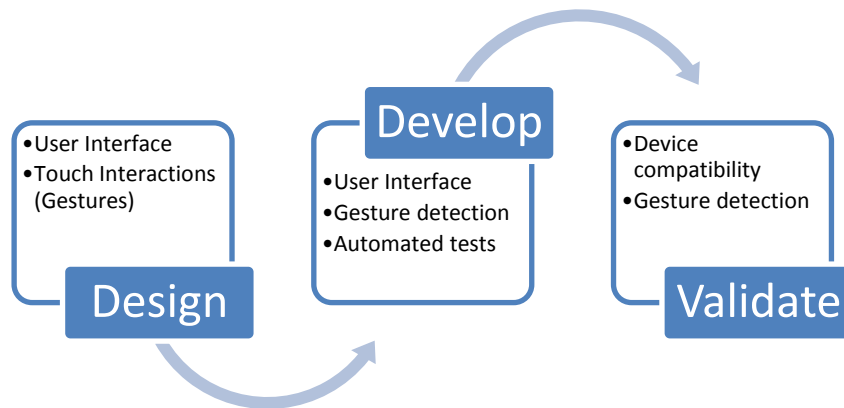 •User Interface
•Touch Interactions
(Gestures)
Design
Develop
•User Interface
•Gesture detection
•Automated tests
•Device
compatibility
•Gesture detection
Validate